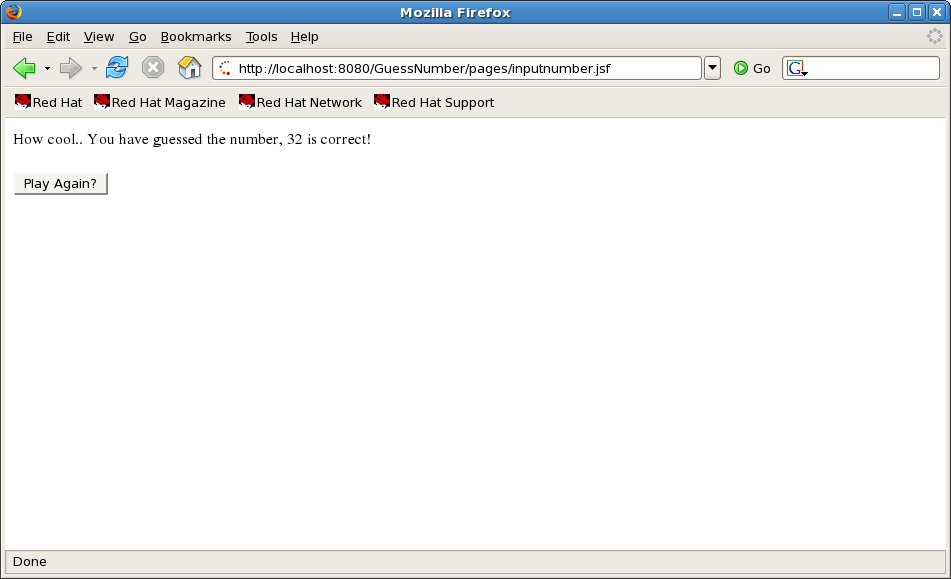 Mozilla Firefox
File Edit View Go Bookmarks Tools Help
http://localhost:8080/GuessNumber/pages/inputnumber.jsf Go G
Red Hat Red Hat Magazine Red Hat Network Red Hat Support
How cool.. You have guessed the number, 32 is correct!
Play Again?
Done